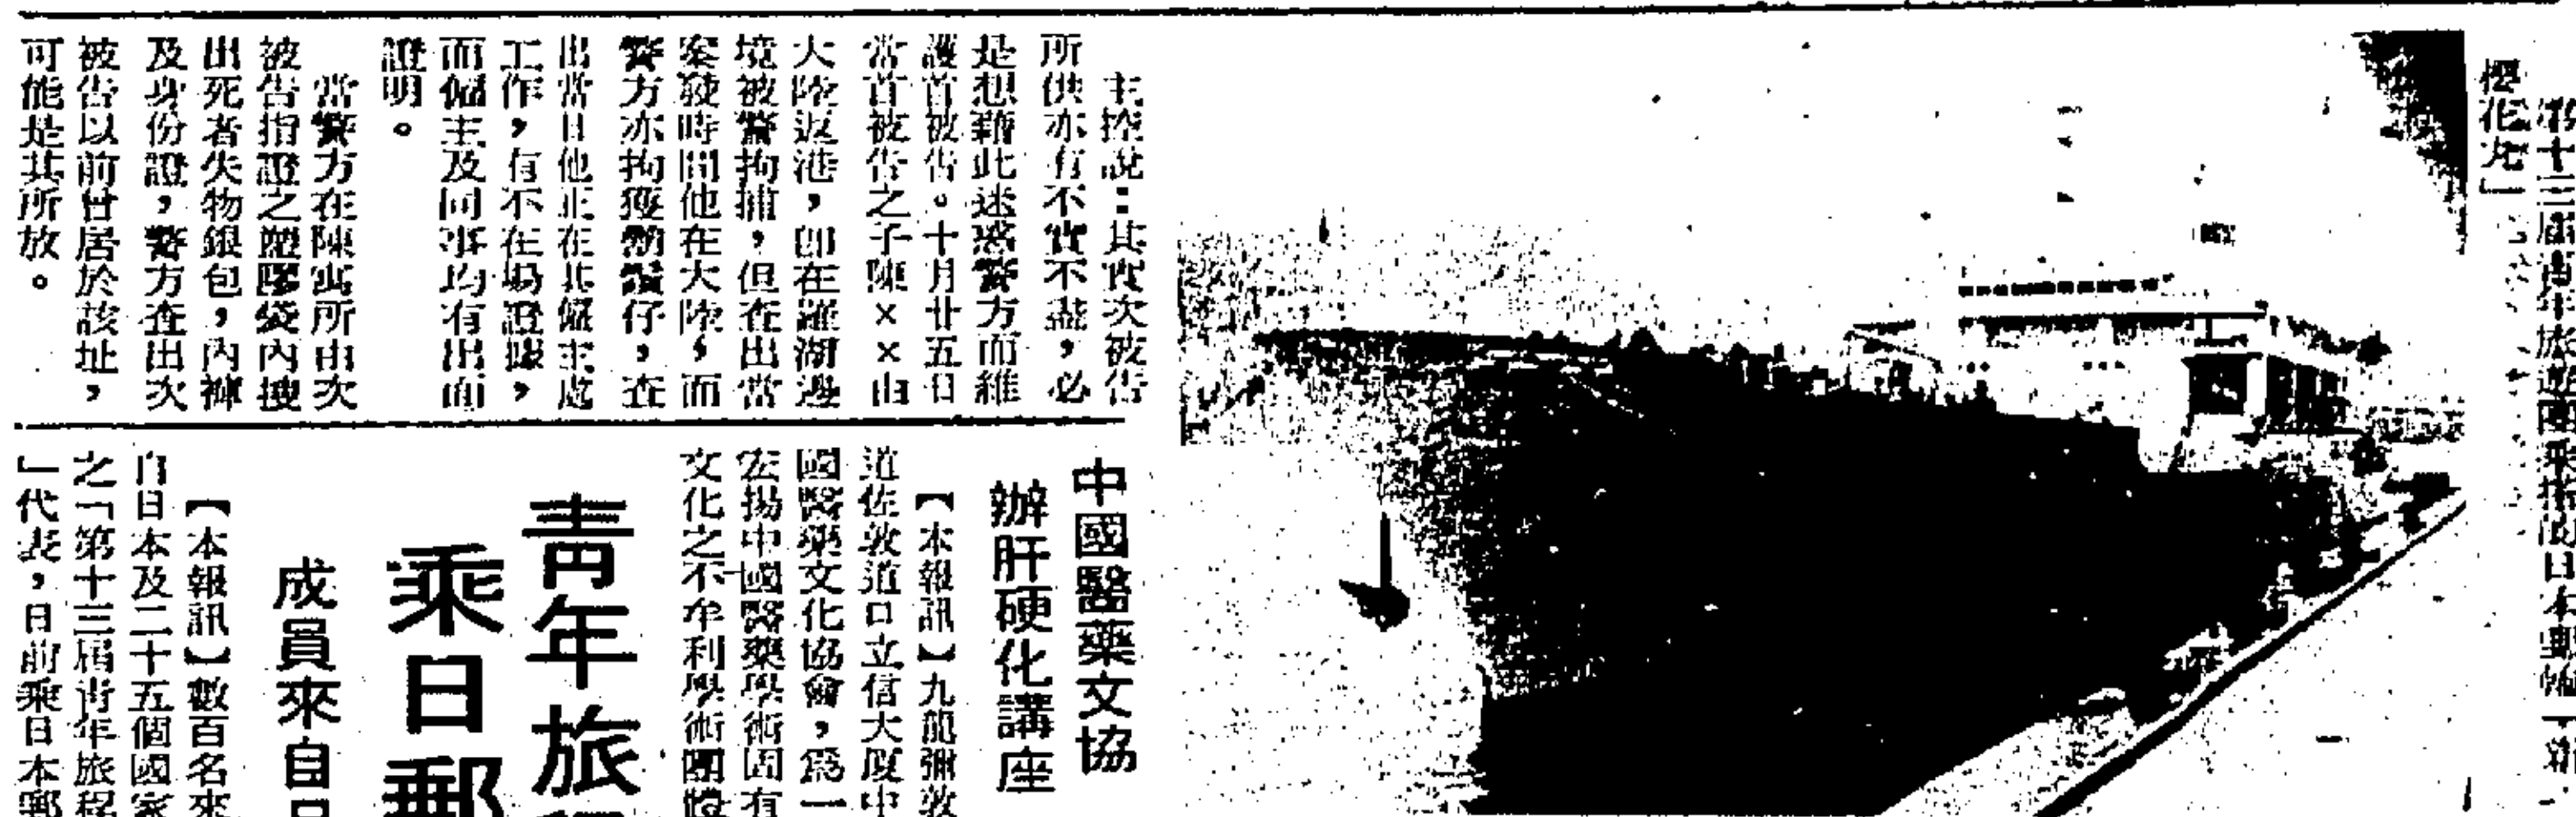 第十三屆青年旅遊團乘搭的日本郵輪「新
櫻花丸」
主控說：其實次被告
所供亦有不實不盡，必
是想藉此迷惑警方而維
護首被告。十月廿五日
當首被告之子陳××由
大陸返港，卽在羅湖邊
境被警拘捕，但查出當
案發時間他在大陸，而
警方亦拘獲鬍鬚仔，查
出當日他正在其僱主處
工作，有不在場證據，
而僱主及同事均有出面
證明。
當警方在陳寓所由次
被告指證之塑膠袋內搜
出死者失物銀包，內褲
及身份證，警方查出次
被告以前曾居於該址，
可能是其所放。
中國醫藥文協
辦肝硬化講座
【本報訊】九龍彌敦
道佐敦道口立信大廈中
國醫藥文化協會，爲一
宏揚中國醫藥學術固有
文化之不牟利學術團體
青年旅
乘日郵
成員來自日
【本報訊】數百名來
自日本及二十五個國家
之「第十三屆靑年旅程
」代表，日前乘日本郵